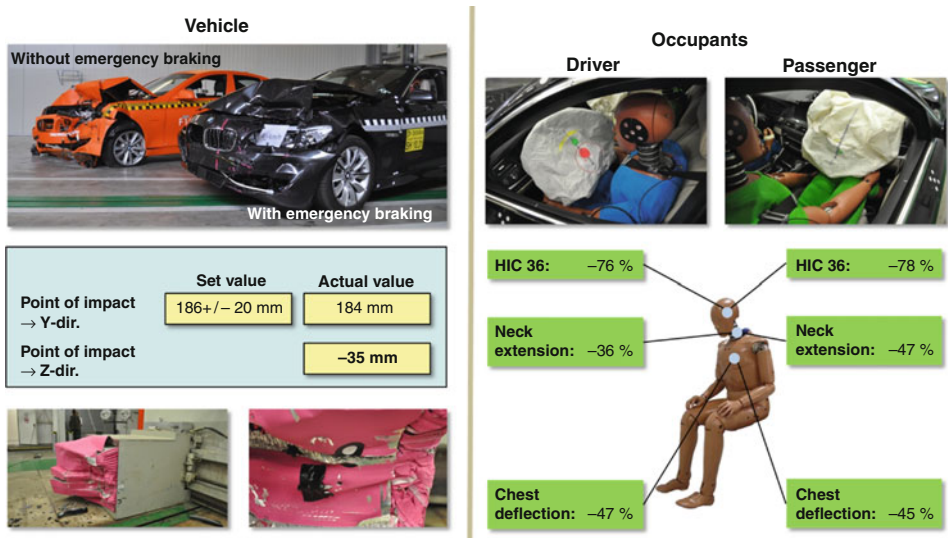 Vehicle
Without emergency braking
With emergency braking
Set value Actual value
Point of impact
→ Y-dir.
186+/– 20 mm 184 mm
Point of impact
→ Z-dir.
–35 mm
Occupants
Driver Passenger
HIC 36: –76 %
HIC 36: –78 %
Neck
extension: –36 %
Neck
extension: –47 %
Chest
deflection: –47 %
Chest
deflection: –45 %